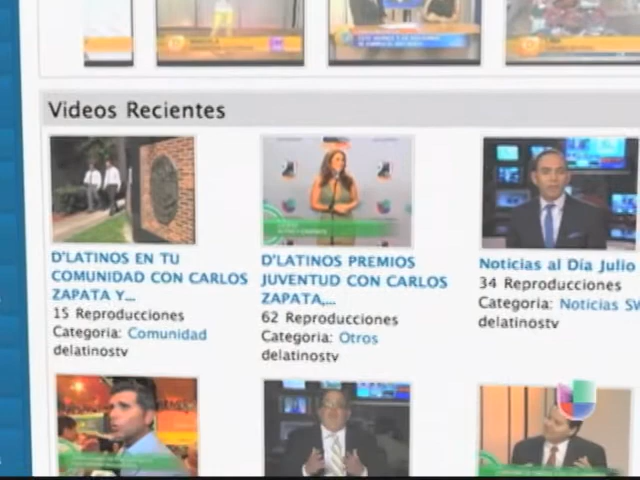 Videos Recientes
D'LATINOS EN TU
COMUNIDAD CON CARLOS
ZAPATA Y...
15 Reproducciones
Categoria: Comunidad
delatinostv
D'LATINOS PREMIOS
JUVENTUD CON CARLOS
ZAPATA,...
62 Reproducciones
Categoria: Otros
delatinostv
Noticias al Día Julio
34 Reproducciones
Categoria: Noticias SW
delatinostv